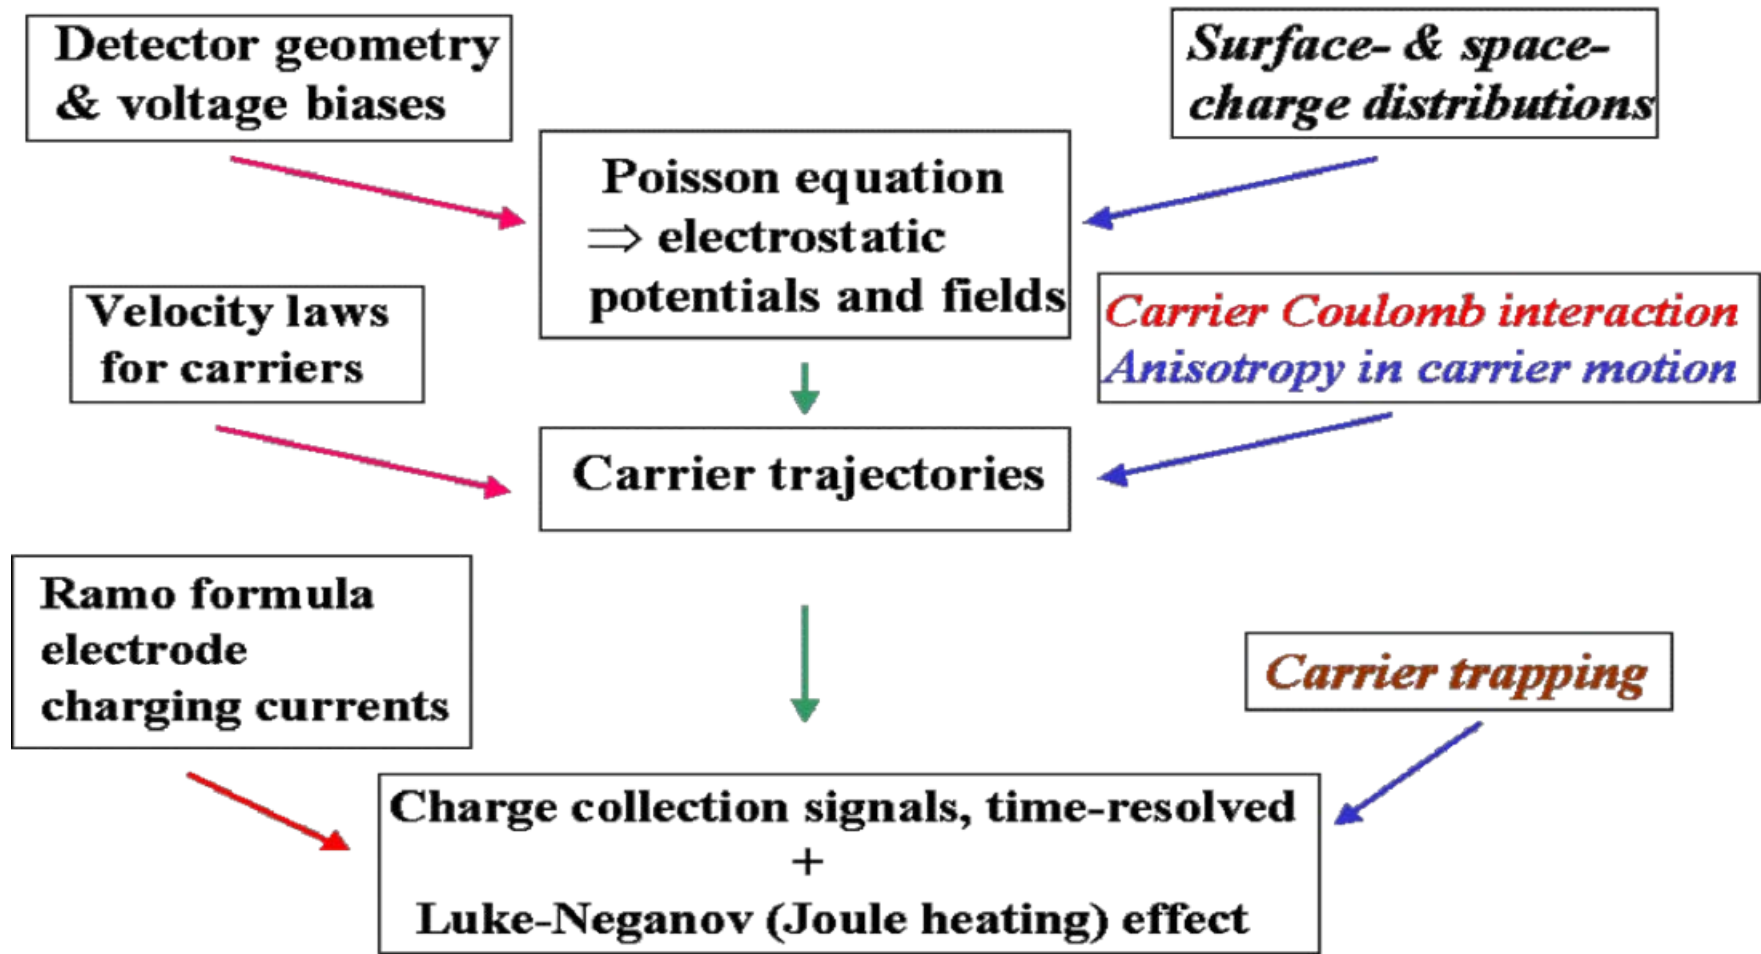 Detector geometry
& voltage biases
Surface- & space-
charge distributions
Poisson equation
⇒ electrostatic
potentials and fields
Velocity laws
for carriers
Carrier Coulomb interaction
Anisotropy in carrier motion
Carrier trajectories
Ramo formula
electrode
charging currents
Carrier trapping
Charge collection signals, time-resolved
+
Luke-Neganov (Joule heating) effect